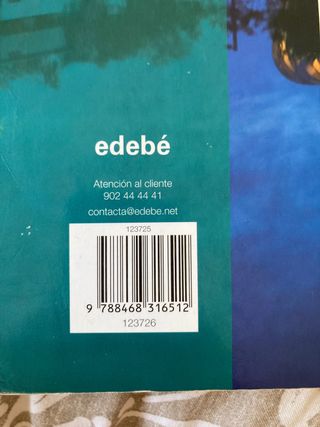 edebé
Atención al cliente
902 44 44 41
contacta@edebe.net
123725
9 788468 316512
123726